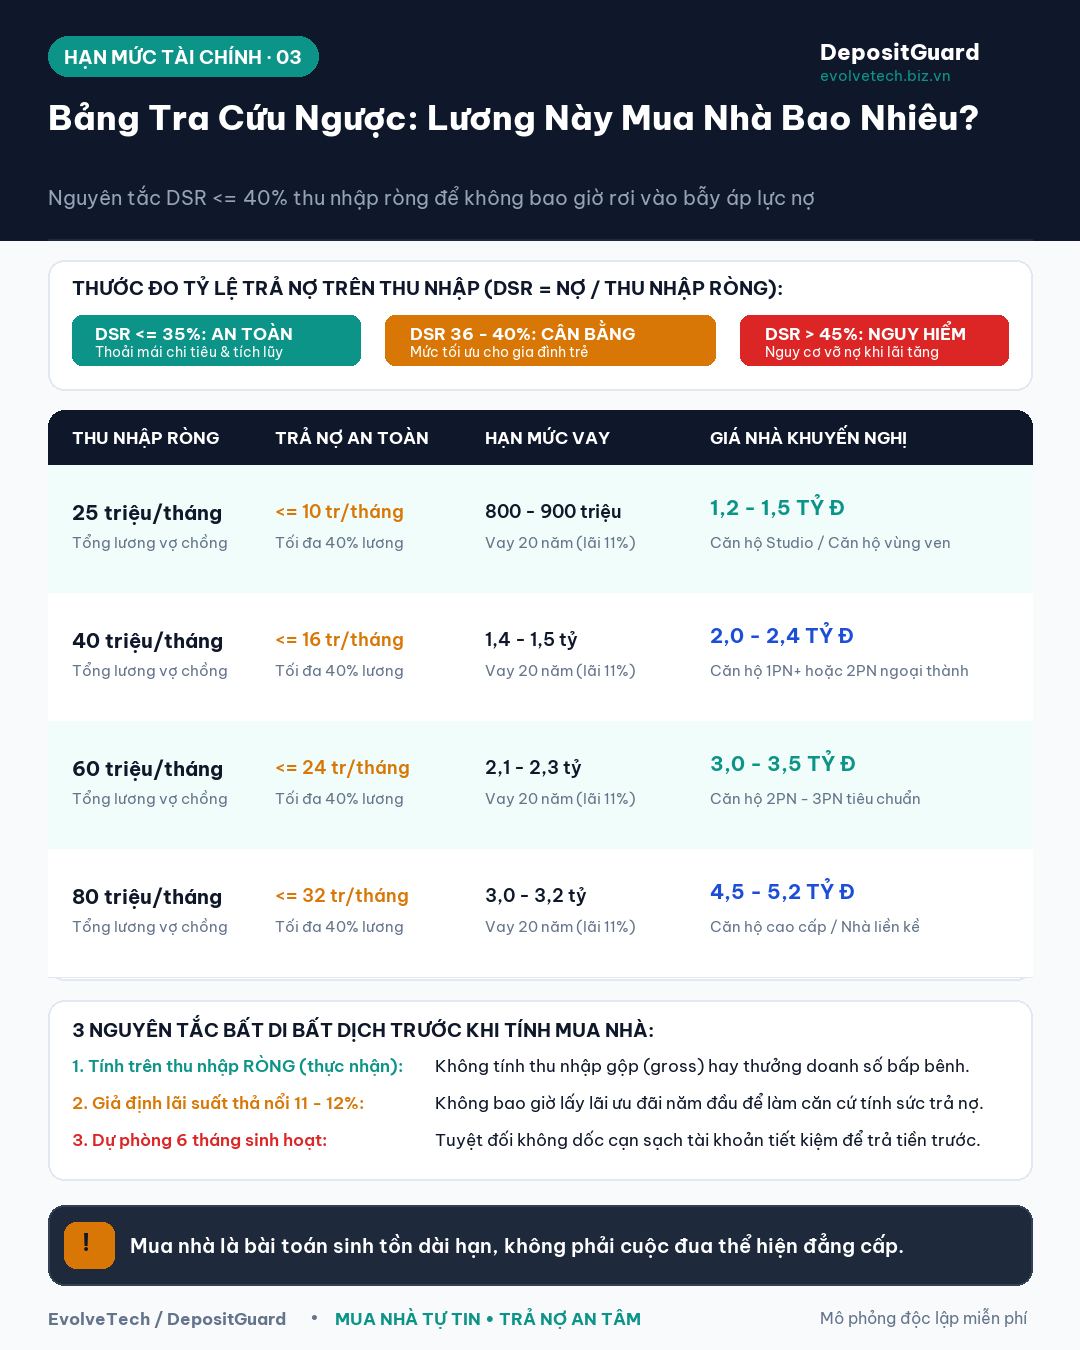 HẠN MỨC TÀI CHÍNH · 03
DepositGuard
evolvetech.biz.vn
Bảng Tra Cứu Ngược: Lương Này Mua Nhà Bao Nhiêu?
Nguyên tắc DSR <= 40% thu nhập ròng để không bao giờ rơi vào bẫy áp lực nợ
THƯỚC ĐO TỶ LỆ TRẢ NỢ TRÊN THU NHẬP (DSR = NỢ / THU NHẬP RÒNG):
DSR <= 35%: AN TOÀN
Thoải mái chi tiêu & tích lũy
DSR 36 - 40%: CÂN BẰNG
Mức tối ưu cho gia đình trẻ
DSR > 45%: NGUY HIỂM
Nguy cơ vỡ nợ khi lãi tăng
THU NHẬP RÒNG TRẢ NỢ AN TOÀN HẠN MỨC VAY GIÁ NHÀ KHUYẾN NGHỊ
25 triệu/tháng <= 10 tr/tháng 800 - 900 triệu 1,2 - 1,5 TỶ Đ
Tổng lương vợ chồng Tối đa 40% lương Vay 20 năm (lãi 11%) Căn hộ Studio / Căn hộ vùng ven
40 triệu/tháng <= 16 tr/tháng 1,4 - 1,5 tỷ 2,0 - 2,4 TỶ Đ
Tổng lương vợ chồng Tối đa 40% lương Vay 20 năm (lãi 11%) Căn hộ 1PN+ hoặc 2PN ngoại thành
60 triệu/tháng <= 24 tr/tháng 2,1 - 2,3 tỷ 3,0 - 3,5 TỶ Đ
Tổng lương vợ chồng Tối đa 40% lương Vay 20 năm (lãi 11%) Căn hộ 2PN - 3PN tiêu chuẩn
80 triệu/tháng <= 32 tr/tháng 3,0 - 3,2 tỷ 4,5 - 5,2 TỶ Đ
Tổng lương vợ chồng Tối đa 40% lương Vay 20 năm (lãi 11%) Căn hộ cao cấp / Nhà liền kề
3 NGUYÊN TẮC BẤT DI BẤT DỊCH TRƯỚC KHI TÍNH MUA NHÀ:
1. Tính trên thu nhập RÒNG (thực nhận): Không tính thu nhập gộp (gross) hay thưởng doanh số bấp bênh.
2. Giả định lãi suất thả nổi 11 - 12%: Không bao giờ lấy lãi ưu đãi năm đầu để làm căn cứ tính sức trả nợ.
3. Dự phòng 6 tháng sinh hoạt: Tuyệt đối không dốc cạn sạch tài khoản tiết kiệm để trả tiền trước.
! Mua nhà là bài toán sinh tồn dài hạn, không phải cuộc đua thể hiện đẳng cấp.
EvolveTech / DepositGuard • MUA NHÀ TỰ TIN • TRẢ NỢ AN TÂM Mô phỏng độc lập miễn phí